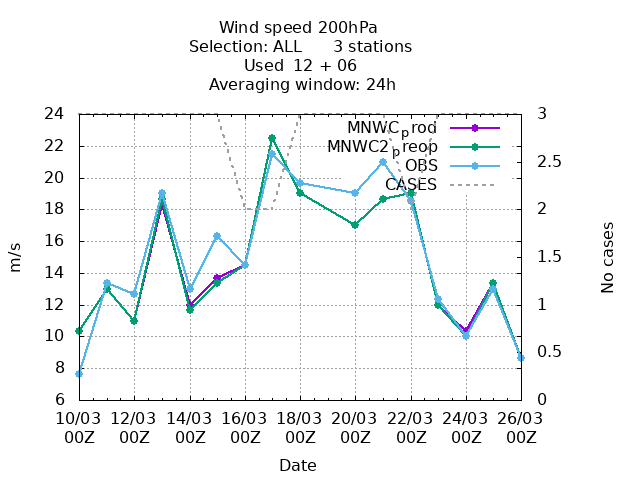 Wind speed 200hPa
Selection: ALL 3 stations
Used 12 + 06
Averaging window: 24h
24
22
20
18
16
14
12
10
8
6
m/s
3
2.5
2
1.5
1
0.5
0
No cases
MNWC_prod
MNWC2_preop
OBS
CASES
10/03 12/03 14/03 16/03 18/03 20/03 22/03 24/03 26/03
00Z 00Z 00Z 00Z 00Z 00Z 00Z 00Z 00Z
Date